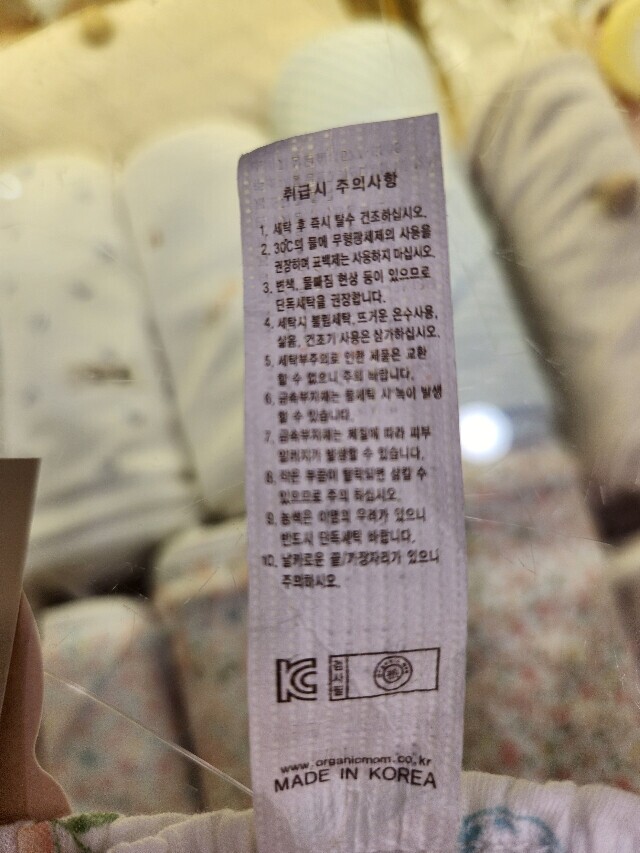 취급시 주의사항
1. 세탁 후 즉시 탈수 건조하십시오.
2. 30℃의 물에 무형광세제의 사용을
권장하며 표백제는 사용하지 마십시오.
3. 변색, 물빠짐 현상 등이 있으므로
단독세탁을 권장합니다.
4. 세탁시 불림세탁, 뜨거운 온수사용,
삶음, 건조기 사용은 삼가하십시오.
5. 세탁부주의로 인한 제품은 교환
할 수 없으니 주의 바랍니다.
6. 금속부자재는 물세탁 시 녹이 발생
할 수 있습니다.
7. 금속부자재는 체질에 따라 피부
알러지가 발생할 수 있습니다.
8. 작은 부품이 탈락되면 삼킬 수
있으므로 주의 하십시오.
9. 농색은 이염의 우려가 있으니
반드시 단독세탁 바랍니다.
10. 날카로운 끝/가장자리가 있으니
주의하시오.
KC 검사필
www.organicmom.co.kr
MADE IN KOREA